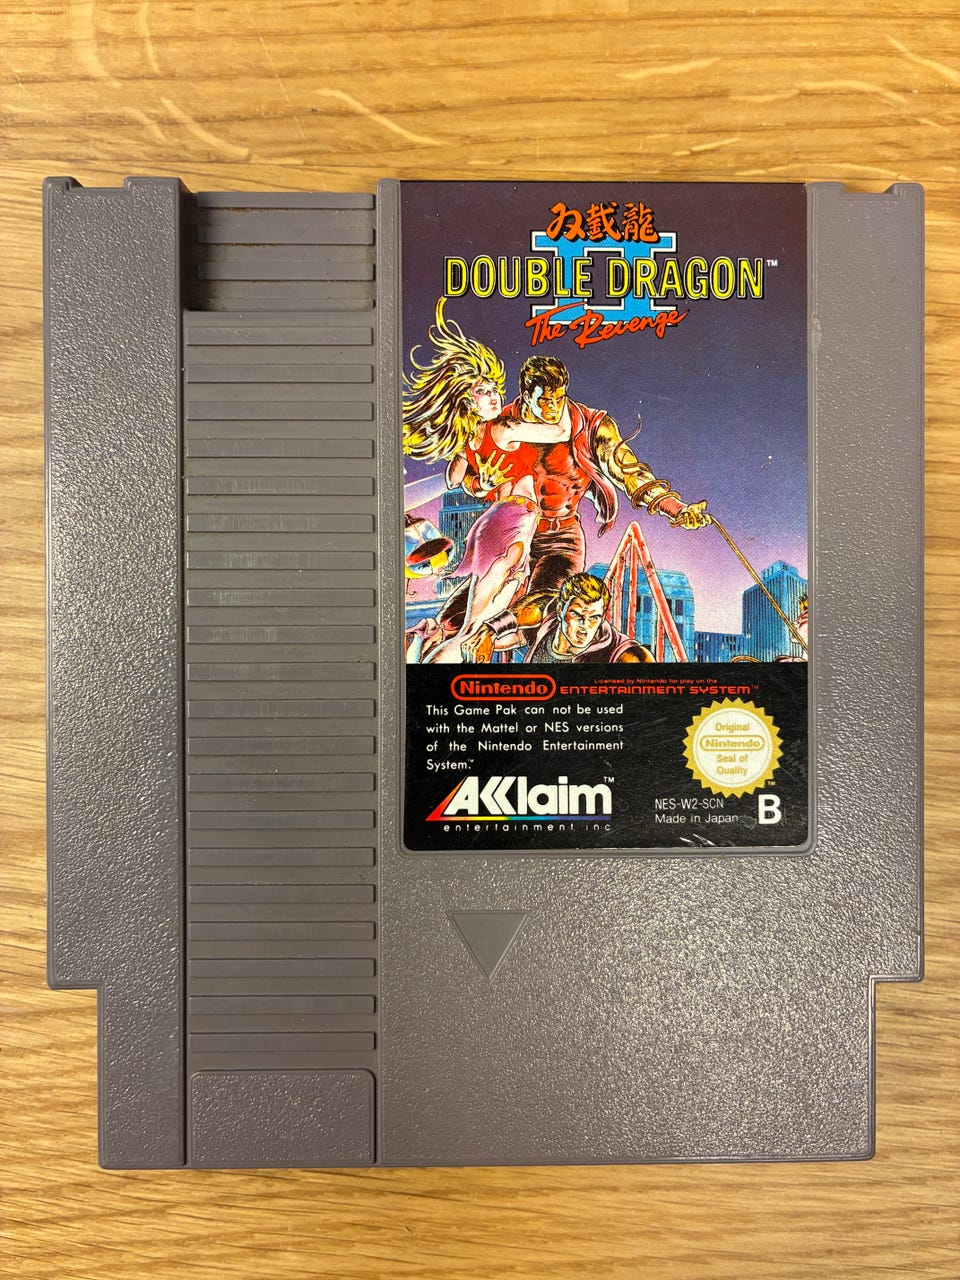 双截龍
II
DOUBLE DRAGON™
The Revenge
Licensed by Nintendo for play on the
Nintendo ENTERTAINMENT SYSTEM™
This Game Pak can not be used
with the Mattel or NES versions
of the Nintendo Entertainment
System.™
AKKlaim™
entertainment, inc
Original
Nintendo
Seal of
Quality
™
NES-W2-SCN
Made in Japan
B